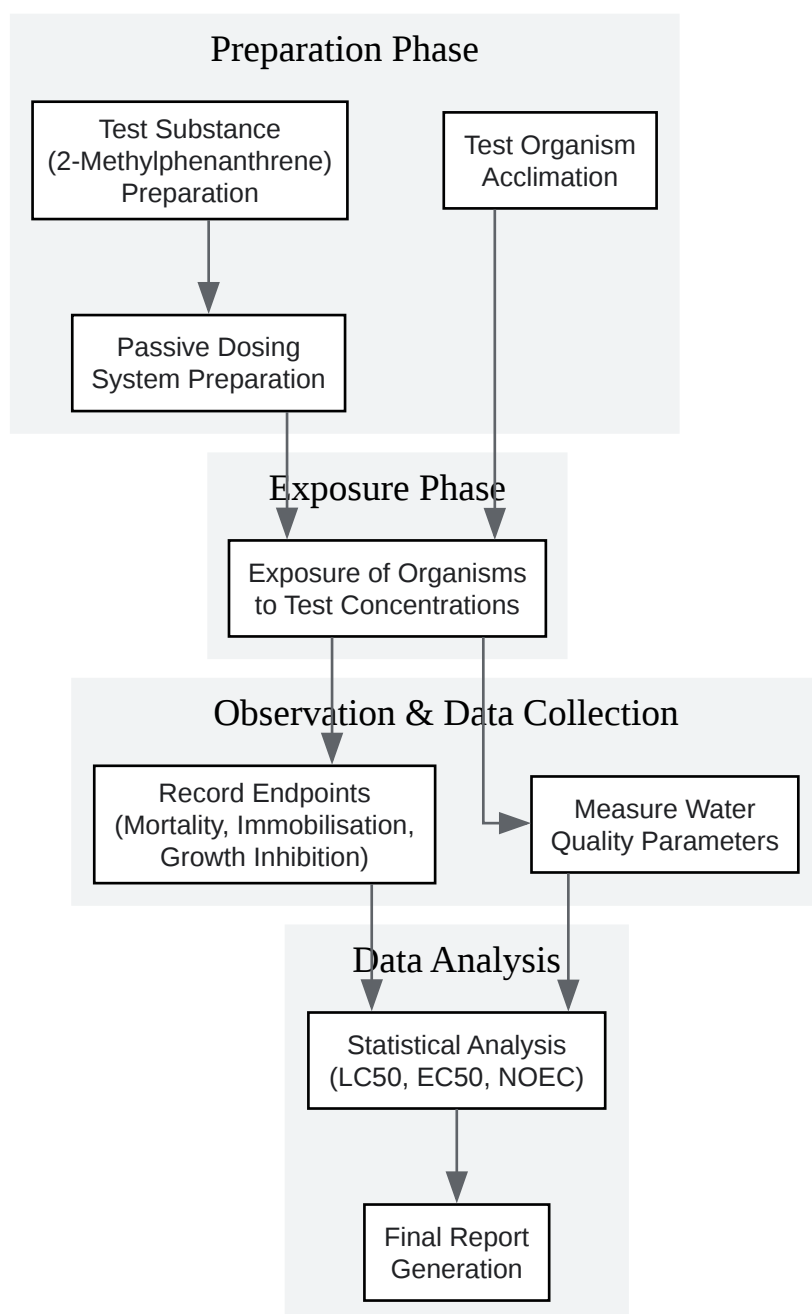 Preparation Phase
Test Substance
(2-Methylphenanthrene)
Preparation
Test Organism
Acclimation
Passive Dosing
System Preparation
Exposure Phase
Exposure of Organisms
to Test Concentrations
Observation & Data Collection
Record Endpoints
(Mortality, Immobilisation,
Growth Inhibition)
Measure Water
Quality Parameters
Data Analysis
Statistical Analysis
(LC50, EC50, NOEC)
Final Report
Generation